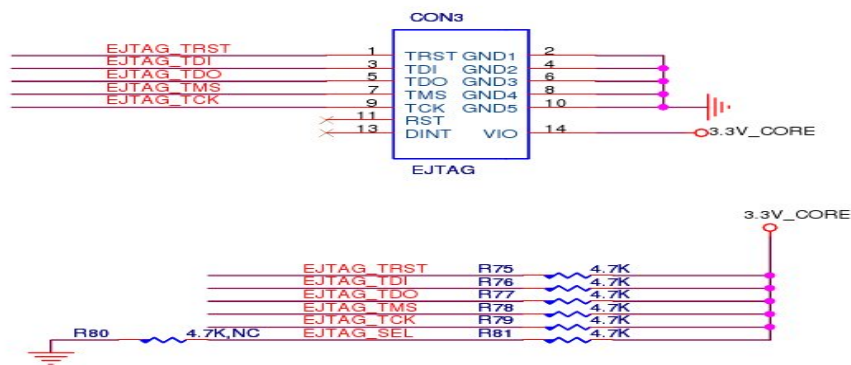 CON3
EJTAG_TRST 1 TRST GND1 2
EJTAG_TDI 3 TDI GND2 4
EJTAG_TDO 5 TDO GND3 6
EJTAG_TMS 7 TMS GND4 8
EJTAG_TCK 9 TCK GND5 10
11 RST
13 DINT VIO 14 3.3V_CORE
EJTAG
3.3V_CORE
EJTAG_TRST R75 4.7K
EJTAG_TDI R76 4.7K
EJTAG_TDO R77 4.7K
EJTAG_TMS R78 4.7K
EJTAG_TCK R79 4.7K
R80 4.7K,NC EJTAG_SEL R81 4.7K